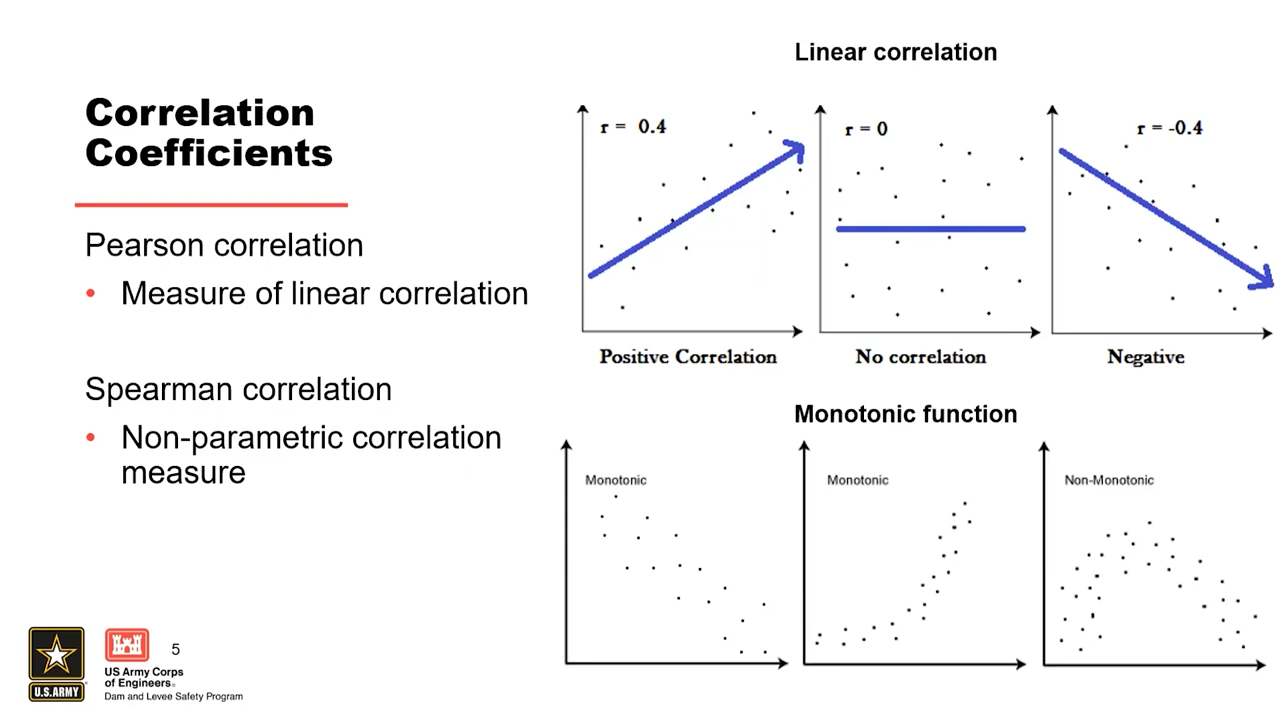 Correlation
Coefficients
Pearson correlation
• Measure of linear correlation
Spearman correlation
• Non-parametric correlation
measure
Linear correlation
r = 0.4
r = 0
r = -0.4
Positive Correlation
No correlation
Negative
Monotonic function
Monotonic
Monotonic
Non-Monotonic
U.S. ARMY
US Army Corps
of Engineers®
Dam and Levee Safety Program
5